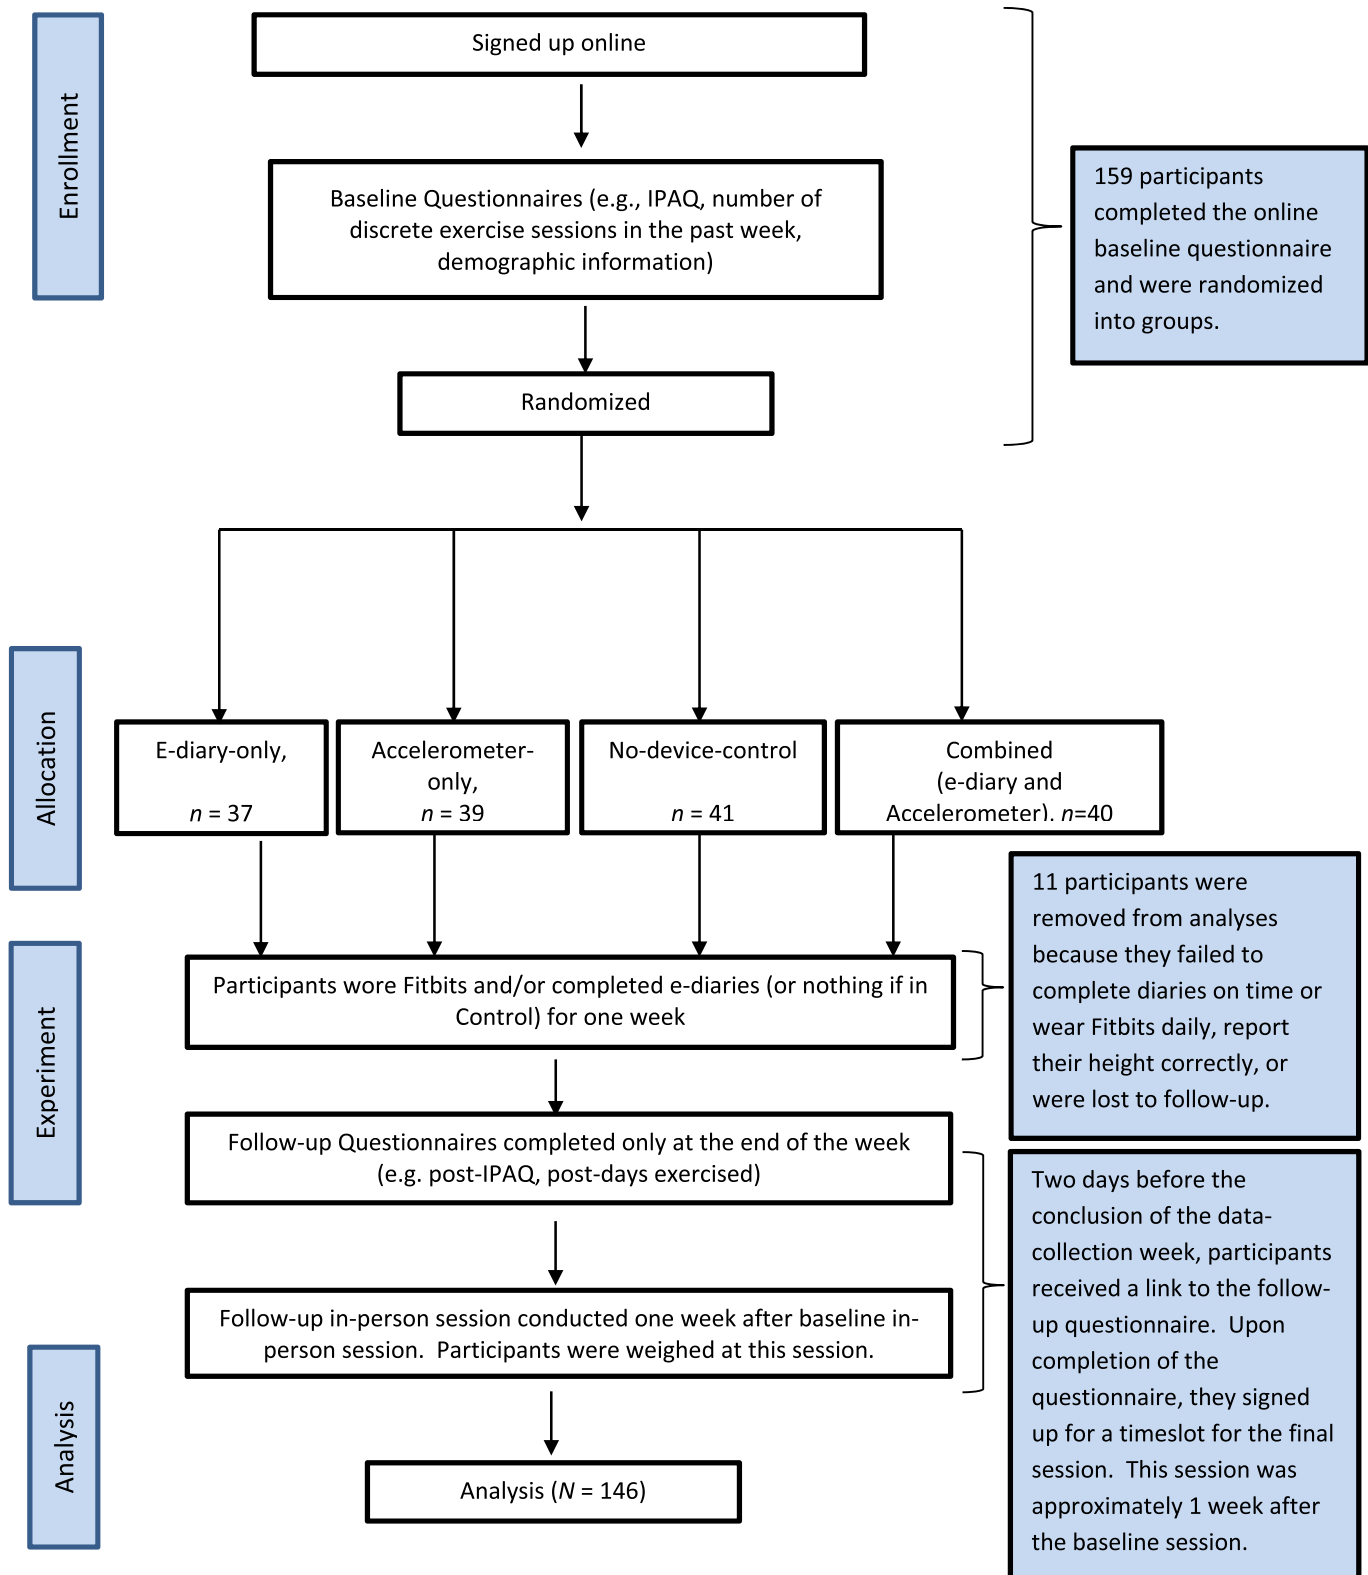 Enrollment
Signed up online
Baseline Questionnaires (e.g., IPAQ, number of
discrete exercise sessions in the past week,
demographic information)
159 participants
completed the online
baseline questionnaire
and were randomized
into groups.
Randomized
Allocation
E-diary-only,
n = 37
Accelerometer-
only,
n = 39
No-device-control
n = 41
Combined
(e-diary and
Accelerometer), n=40
Experiment
Participants wore Fitbits and/or completed e-diaries (or nothing if in
Control) for one week
11 participants were
removed from analyses
because they failed to
complete diaries on time or
wear Fitbits daily, report
their height correctly, or
were lost to follow-up.
Follow-up Questionnaires completed only at the end of the week
(e.g. post-IPAQ, post-days exercised)
Follow-up in-person session conducted one week after baseline in-
person session.  Participants were weighed at this session.
Two days before the
conclusion of the data-
collection week, participants
received a link to the follow-
up questionnaire.  Upon
completion of the
questionnaire, they signed
up for a timeslot for the final
session.  This session was
approximately 1 week after
the baseline session.
Analysis
Analysis (N = 146)